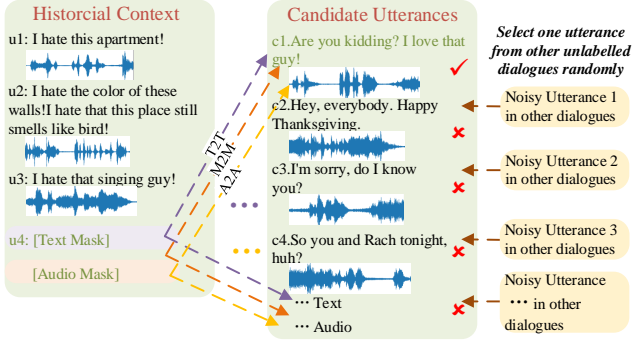 Historcial Context
u1: I hate this apartment!
u2: I hate the color of these
walls!I hate that this place still
smells like bird!
u3: I hate that singing guy!
u4: [Text Mask]
[Audio Mask]
T2T
M2M
A2A
Candidate Utterances
c1.Are you kidding? I love that
guy!
c2.Hey, everybody. Happy
Thanksgiving.
c3.I'm sorry, do I know
you?
c4.So you and Rach tonight,
huh?
··· Text
··· Audio
Select one utterance
from other unlabelled
dialogues randomly
Noisy Utterance 1
in other dialogues
Noisy Utterance 2
in other dialogues
Noisy Utterance 3
in other dialogues
Noisy Utterance
··· in other
dialogues